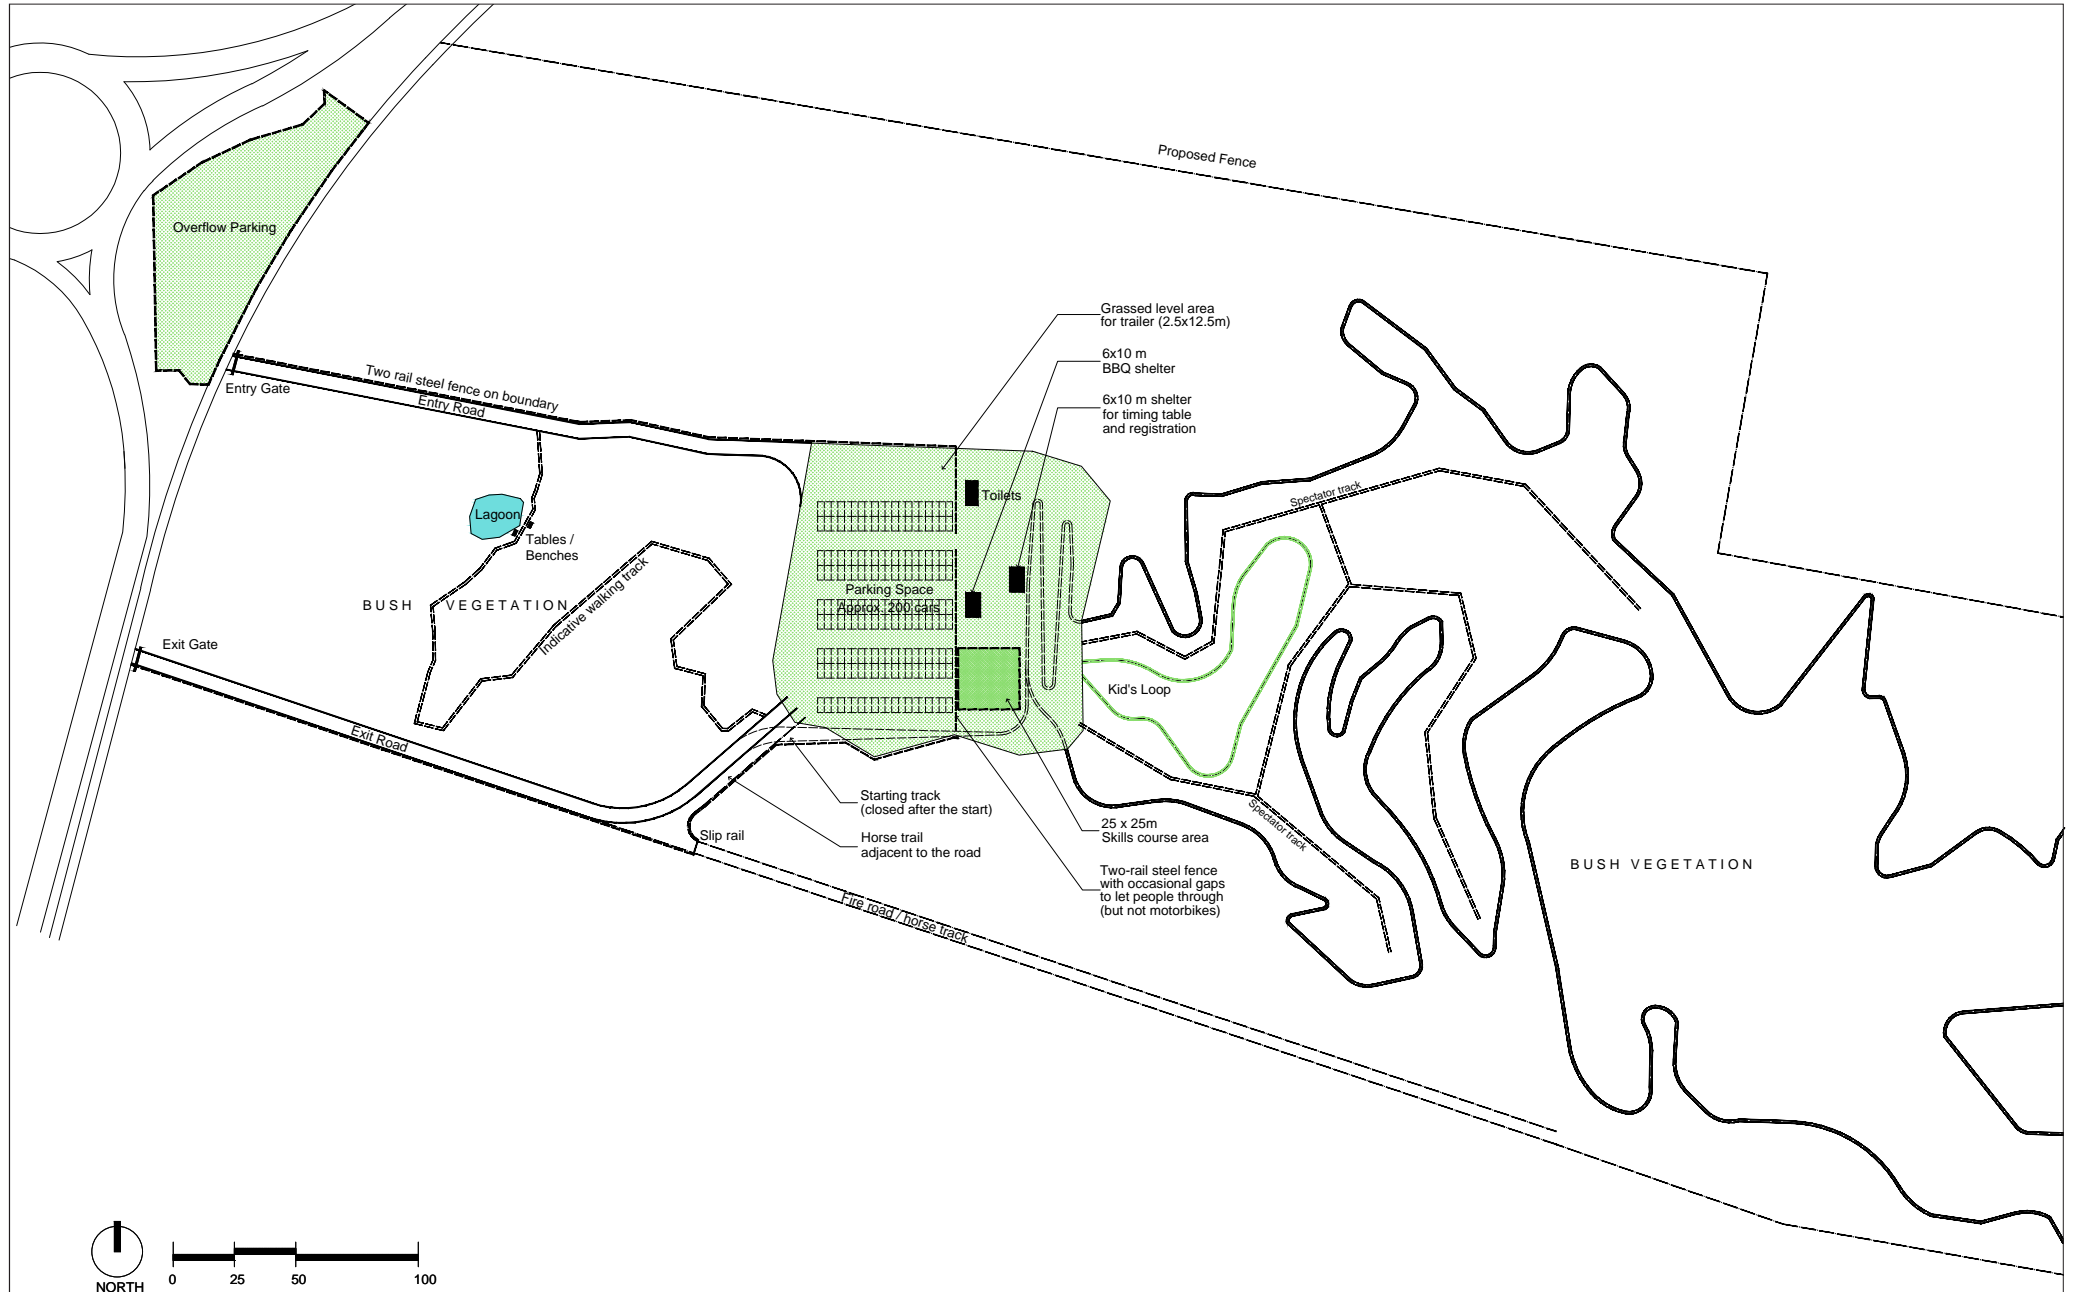 Proposed Fence
Overflow Parking
Grassed level area
for trailer (2.5x12.5m)
6x10 m
BBQ shelter
Two rail steel fence on boundary
Entry Gate
Entry Road
6x10 m shelter
for timing table
and registration
Toilets
Spectator track
Lagoon
Tables /
Benches
Parking Space
Approx. 200 cars
BUSH VEGETATION
Indicative walking track
Exit Gate
Kid's Loop
Exit Road
Starting track
(closed after the start)
Spectator track
25 x 25m
Skills course area
Slip rail
Horse trail
adjacent to the road
BUSH VEGETATION
Two-rail steel fence
with occasional gaps
to let people through
(but not motorbikes)
Fire road / horse track
NORTH
0 25 50 100